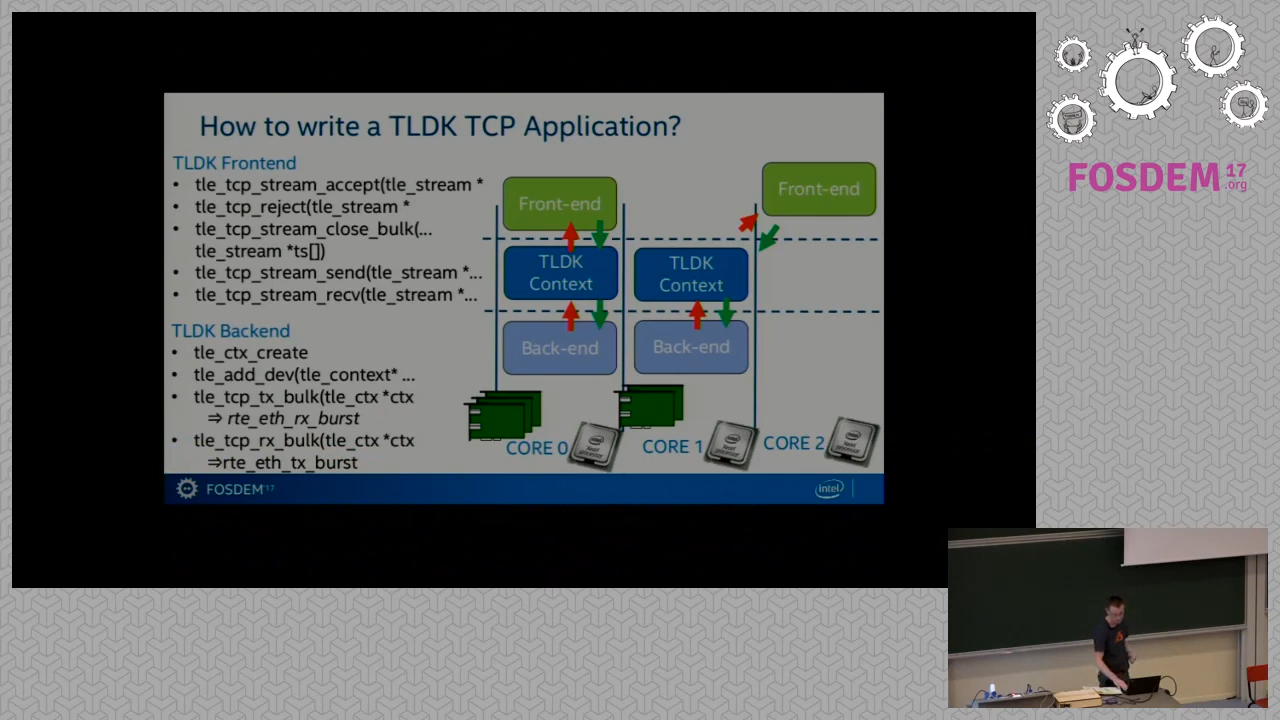 How to write a TLDK TCP Application?
TLDK Frontend
• tle_tcp_stream_accept(tle_stream *
• tle_tcp_reject(tle_stream *
• tle_tcp_stream_close_bulk(...
tle_stream *ts[])
• tle_tcp_stream_send(tle_stream *...
• tle_tcp_stream_recv(tle_stream *...
TLDK Backend
• tle_ctx_create
• tle_add_dev(tle_context* ...
• tle_tcp_tx_bulk(tle_ctx *ctx
⇒ rte_eth_rx_burst
• tle_tcp_rx_bulk(tle_ctx *ctx
⇒rte_eth_tx_burst
Front-end
Front-end
TLDK
Context
TLDK
Context
Back-end
Back-end
CORE 0
CORE 1
CORE 2
FOSDEM'17
intel
FOSDEM 17
.org